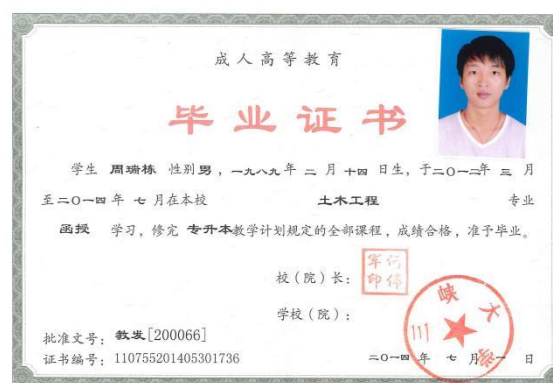 成人高等教育
毕业证书
学生 周瑞栋 性别男，一九八九年 二 月 十四 日生，于二〇一二年 三 月
至二〇一四 年 七 月在本校 土木工程 专业
函授 学习，修完 专升本教学计划规定的全部课程，成绩合格，准予毕业。
校（院）长：
学校（院）：
三峡大学
批准文号：教发[200066]
证书编号：110755201405301736
二〇一四 年 七 月 一 日